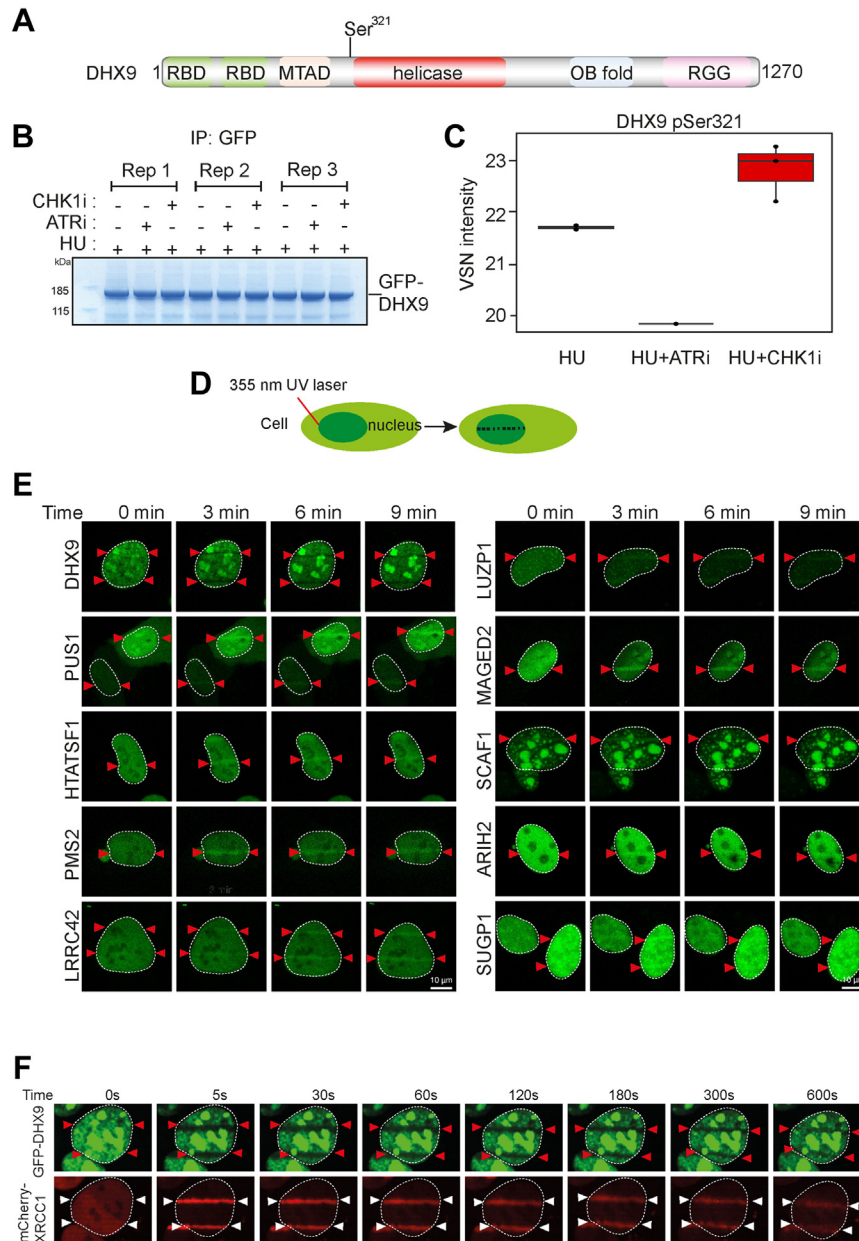 A
Ser321
DHX9 1 RBD RBD MTAD helicase OB fold RGG 1270
B
IP: GFP
Rep 1 Rep 2 Rep 3
CHK1i : - - + - - + - - +
ATRi : - + - - + - - + -
HU : + + + + + + + + +
kDa
185
115
GFP-
DHX9
C
DHX9 pSer321
VSN intensity
23
22
21
20
HU HU+ATRi HU+CHK1i
D
355 nm UV laser
Cell nucleus
E
Time 0 min 3 min 6 min 9 min 0 min 3 min 6 min 9 min
DHX9 LUZP1
PUS1 MAGED2
HTATSF1 SCAF1
PMS2 ARIH2
LRRC42 SUGP1
10 µm 10 µm
F
Time 0s 5s 30s 60s 120s 180s 300s 600s
GFP-DHX9
mCherry-
XRCC1